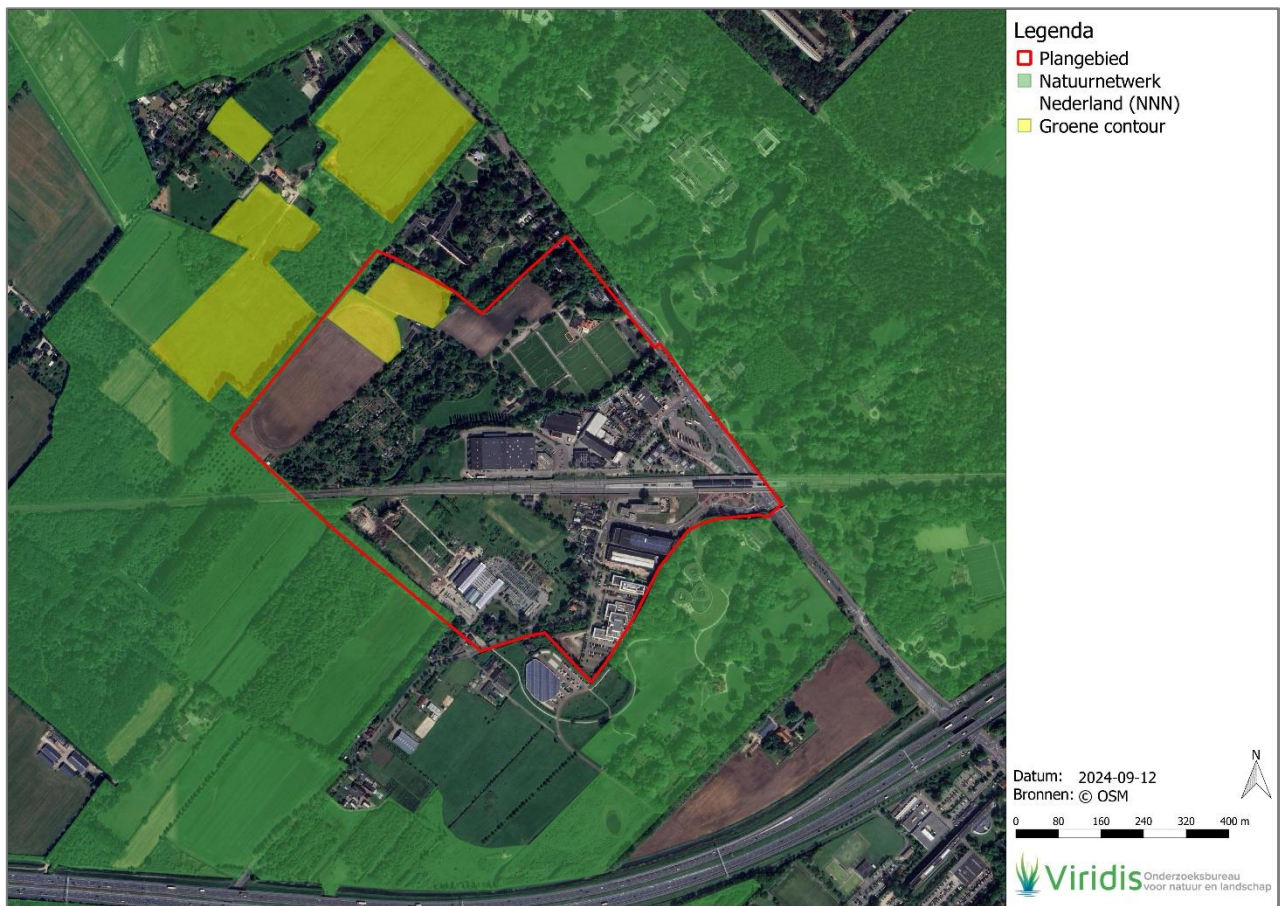 Legenda
Plangebied
Natuurnetwerk
Nederland (NNN)
Groene contour
N
Datum: 2024-09-12
Bronnen: © OSM
0 80 160 240 320 400 m
Viridis Onderzoeksbureau
voor natuur en landschap